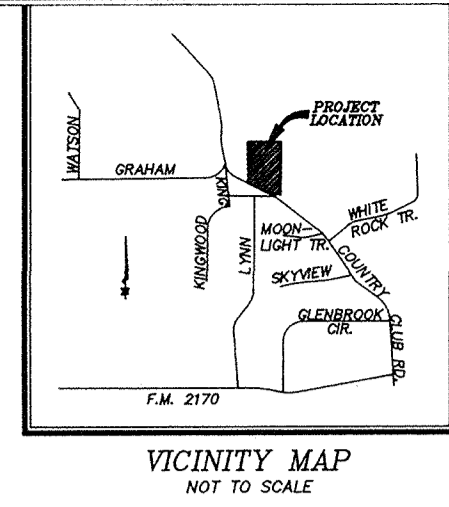 PROJECT
LOCATION
WATSON
GRAHAM
KING
KINGWOOD
LYNN
MOON-
LIGHT TR.
WHITE
ROCK TR.
COUNTRY
CLUB RD.
SKYVIEW
GLENBROOK
CIR.
F.M. 2170
VICINITY MAP
NOT TO SCALE